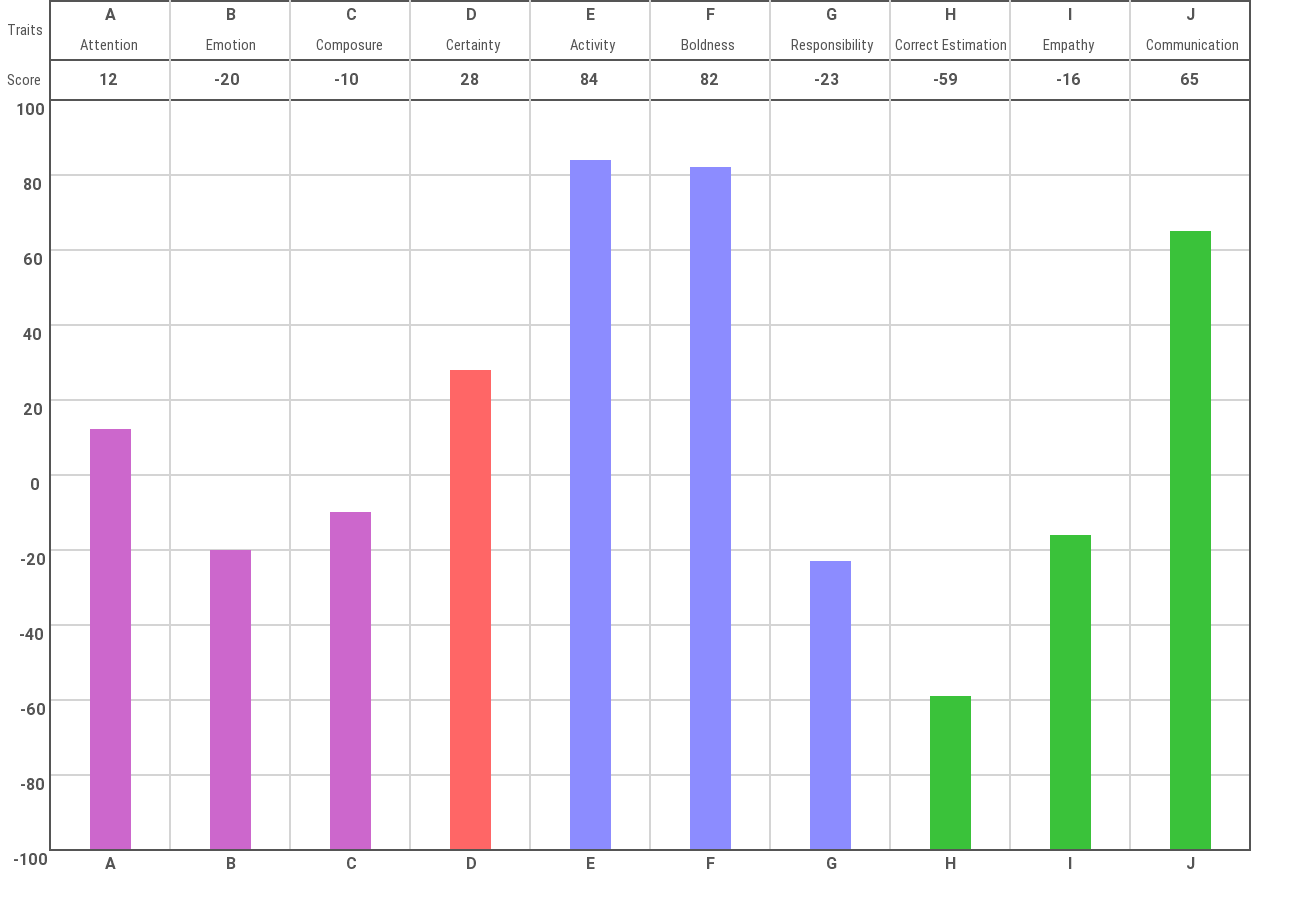 Traits
A B C D E F G H I J
Attention Emotion Composure Certainty Activity Boldness Responsibility Correct Estimation Empathy Communication
Score 12 -20 -10 28 84 82 -23 -59 -16 65
100
80
60
40
20
0
-20
-40
-60
-80
-100
A B C D E F G H I J